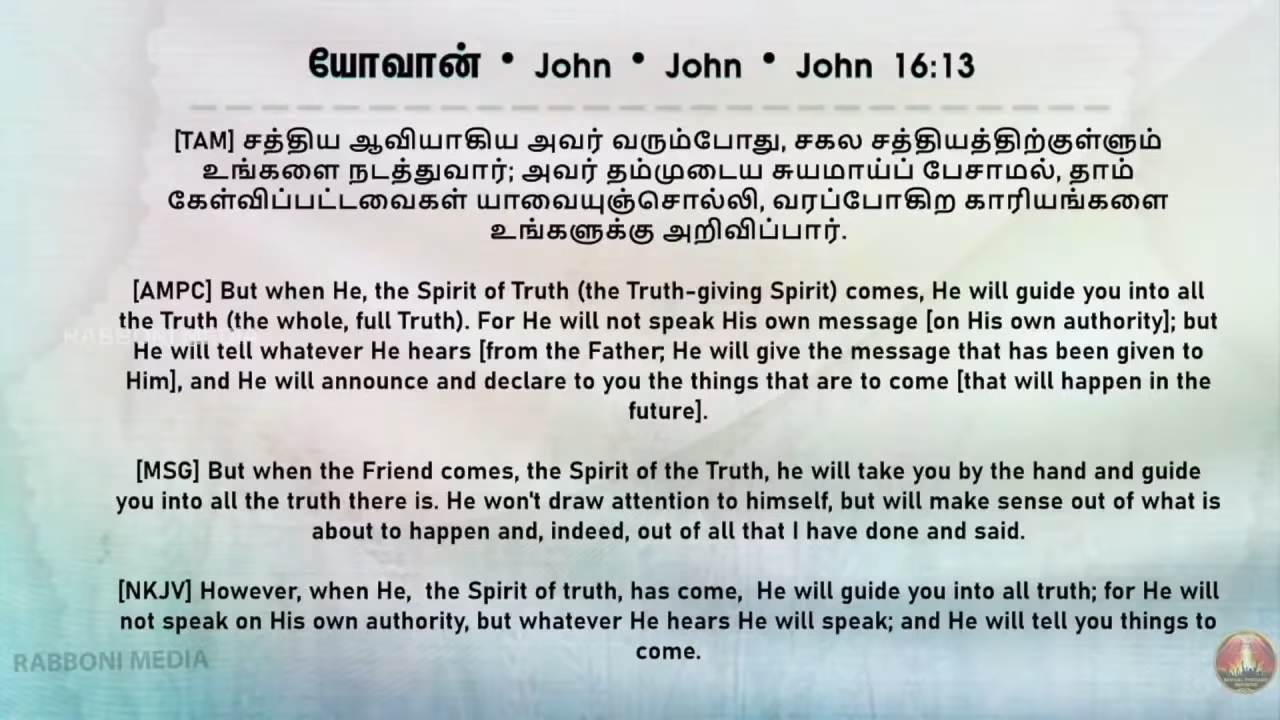 யோவான் • John • John • John 16:13
[TAM] சத்திய ஆவியாகிய அவர் வரும்போது, சகல சத்தியத்திற்குள்ளும்
உங்களை நடத்துவார்; அவர் தம்முடைய சுயமாய்ப் பேசாமல், தாம்
கேள்விப்பட்டவைகள் யாவையுஞ்சொல்லி, வரப்போகிற காரியங்களை
உங்களுக்கு அறிவிப்பார்.
[AMPC] But when He, the Spirit of Truth (the Truth-giving Spirit) comes, He will guide you into all
the Truth (the whole, full Truth). For He will not speak His own message [on His own authority]; but
He will tell whatever He hears [from the Father; He will give the message that has been given to
Him], and He will announce and declare to you the things that are to come [that will happen in the
future].
[MSG] But when the Friend comes, the Spirit of the Truth, he will take you by the hand and guide
you into all the truth there is. He won't draw attention to himself, but will make sense out of what is
about to happen and, indeed, out of all that I have done and said.
[NKJV] However, when He, the Spirit of truth, has come, He will guide you into all truth; for He will
not speak on His own authority, but whatever He hears He will speak; and He will tell you things to
come.
RABBONI MEDIA
RABBONI MEDIA